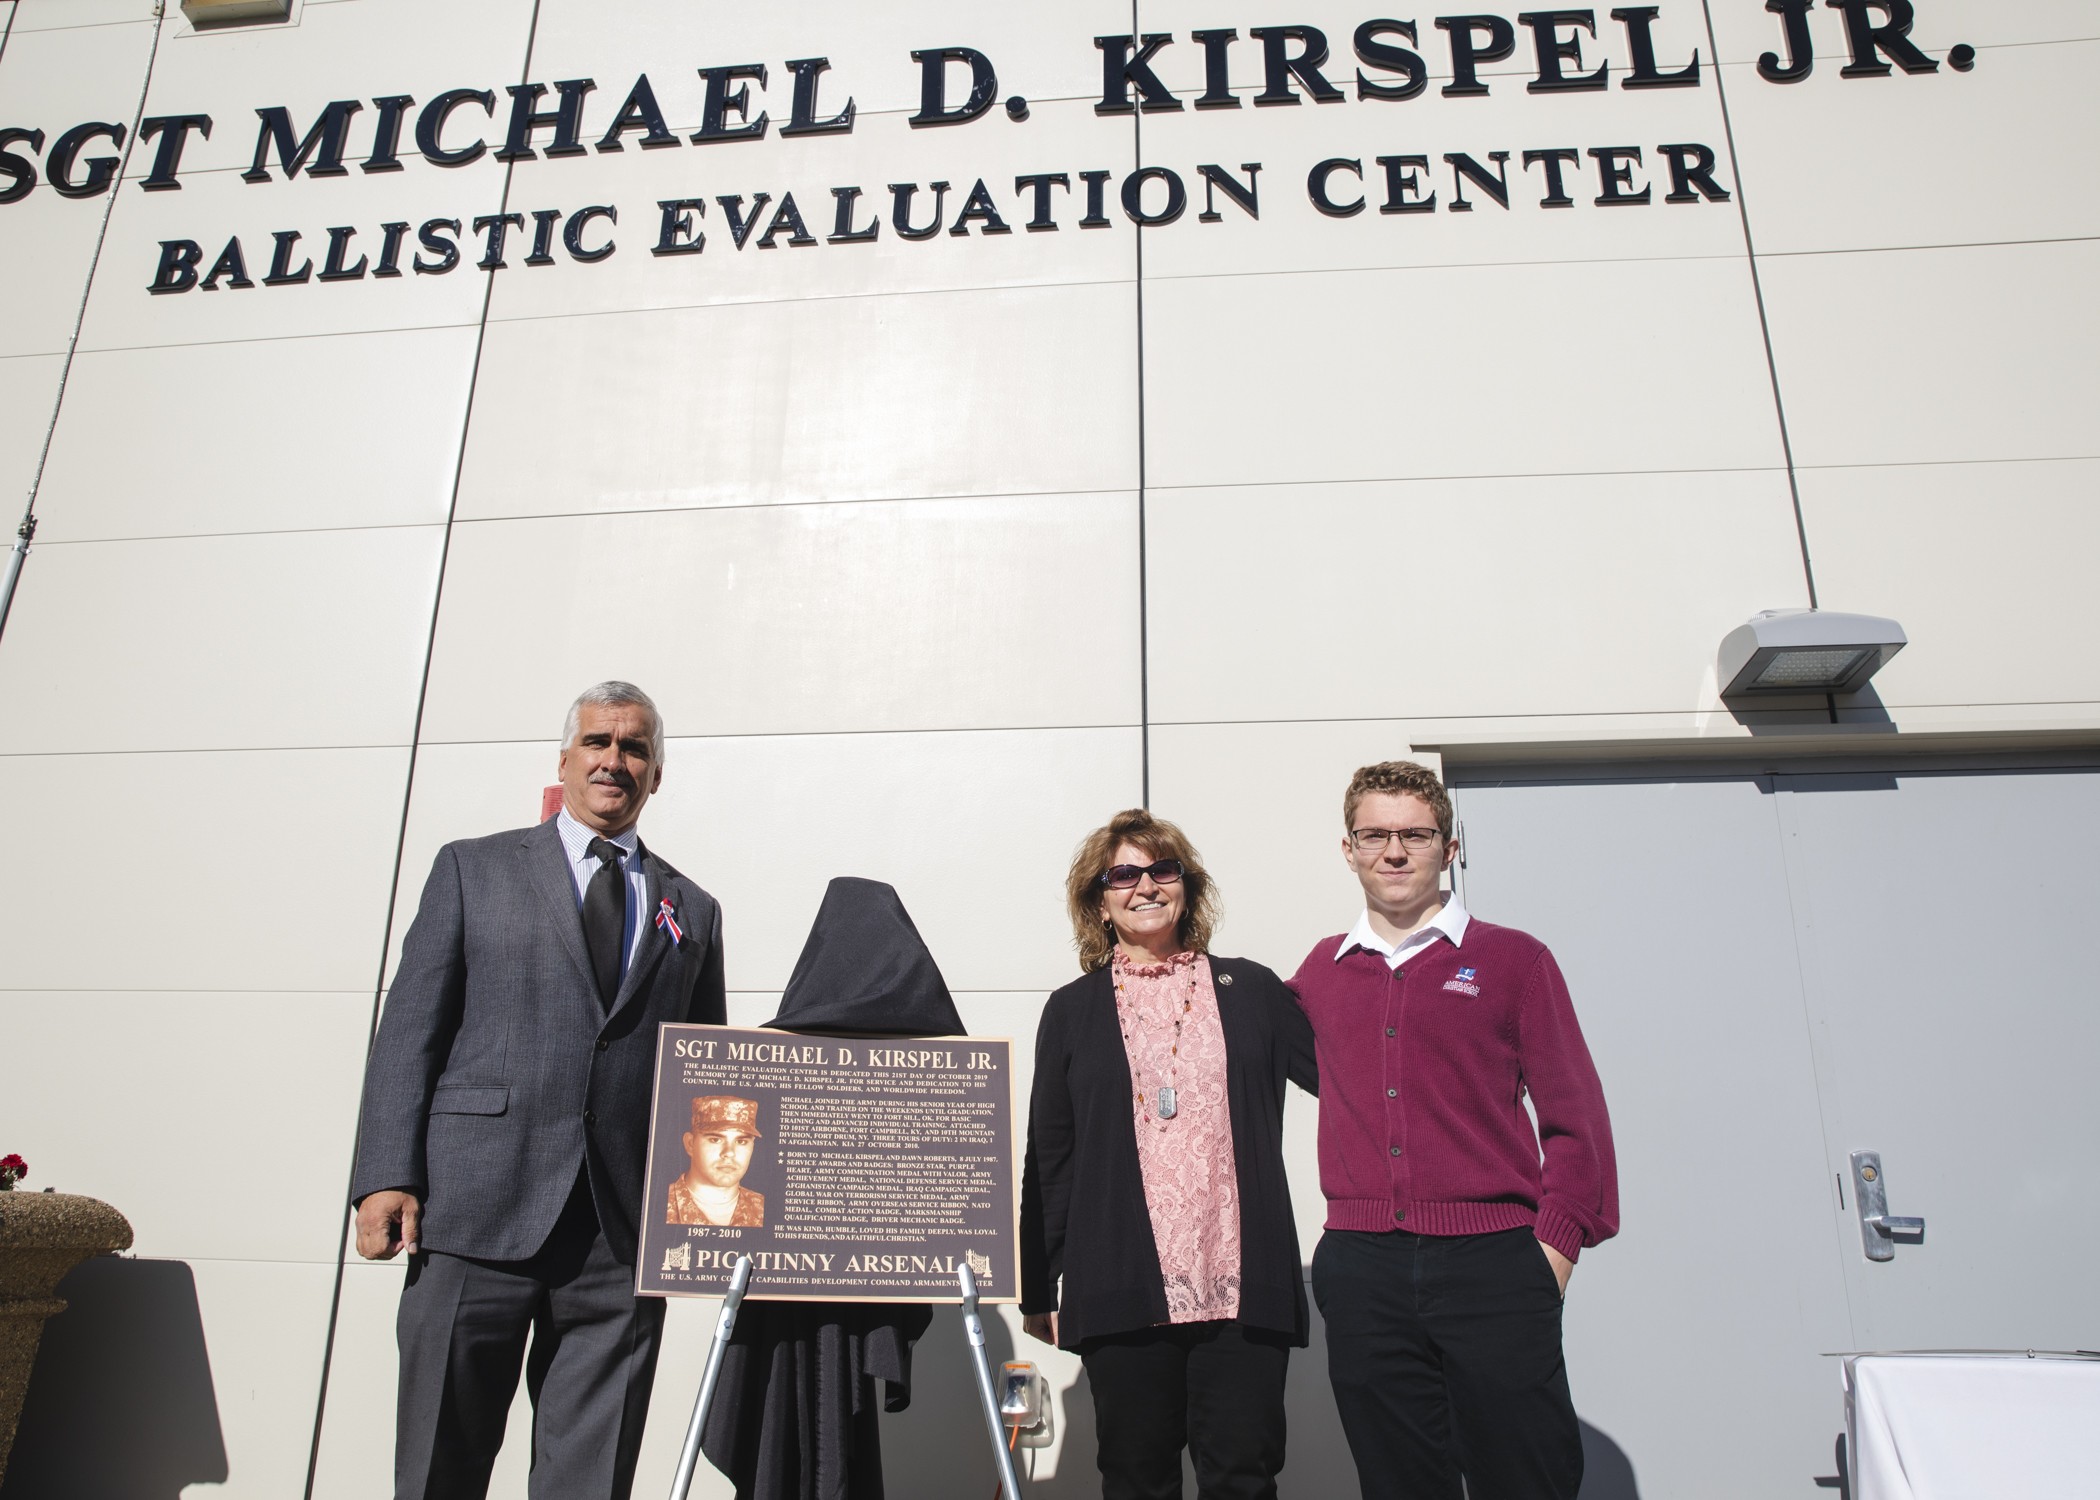 SGT MICHAEL D. KIRSPEL JR.
BALLISTIC EVALUATION CENTER
SGT MICHAEL D. KIRSPEL JR.
THE BALLISTIC EVALUATION CENTER IS DEDICATED THIS 21ST DAY OF OCTOBER 2019
IN MEMORY OF SGT MICHAEL D. KIRSPEL JR. FOR SERVICE AND DEDICATION TO HIS
COUNTRY, THE U.S. ARMY, HIS FELLOW SOLDIERS, AND WORLDWIDE FREEDOM.
MICHAEL JOINED THE ARMY DURING HIS SENIOR YEAR OF HIGH
SCHOOL AND TRAINED ON THE WEEKENDS UNTIL GRADUATION,
THEN IMMEDIATELY WENT TO FORT SILL, OK. FOR BASIC
TRAINING AND ADVANCED INDIVIDUAL TRAINING. ATTACHED
TO 101ST AIRBORNE, FORT CAMPBELL, KY, AND 10TH MOUNTAIN
DIVISION, FORT DRUM, NY. THREE TOURS OF DUTY: 2 IN IRAQ, 1
IN AFGHANISTAN. KIA 27 OCTOBER 2010.
★ BORN TO MICHAEL KIRSPEL AND DAWN ROBERTS, 8 JULY 1987.
★ SERVICE AWARDS AND BADGES: BRONZE STAR, PURPLE
HEART, ARMY COMMENDATION MEDAL WITH VALOR, ARMY
ACHIEVEMENT MEDAL, NATIONAL DEFENSE SERVICE MEDAL,
AFGHANISTAN CAMPAIGN MEDAL, IRAQ CAMPAIGN MEDAL,
GLOBAL WAR ON TERRORISM SERVICE MEDAL, ARMY
SERVICE RIBBON, ARMY OVERSEAS SERVICE RIBBON, NATO
MEDAL, COMBAT ACTION BADGE, MARKSMANSHIP
QUALIFICATION BADGE, DRIVER MECHANIC BADGE.
HE WAS KIND, HUMBLE, LOVED HIS FAMILY DEEPLY, WAS LOYAL
TO HIS FRIENDS, AND A FAITHFUL CHRISTIAN.
1987 - 2010
PICATINNY ARSENAL
THE U.S. ARMY CAPABILITIES DEVELOPMENT COMMAND ARMAMENTS
AMERICAN
CHRISTIAN SCHOOL